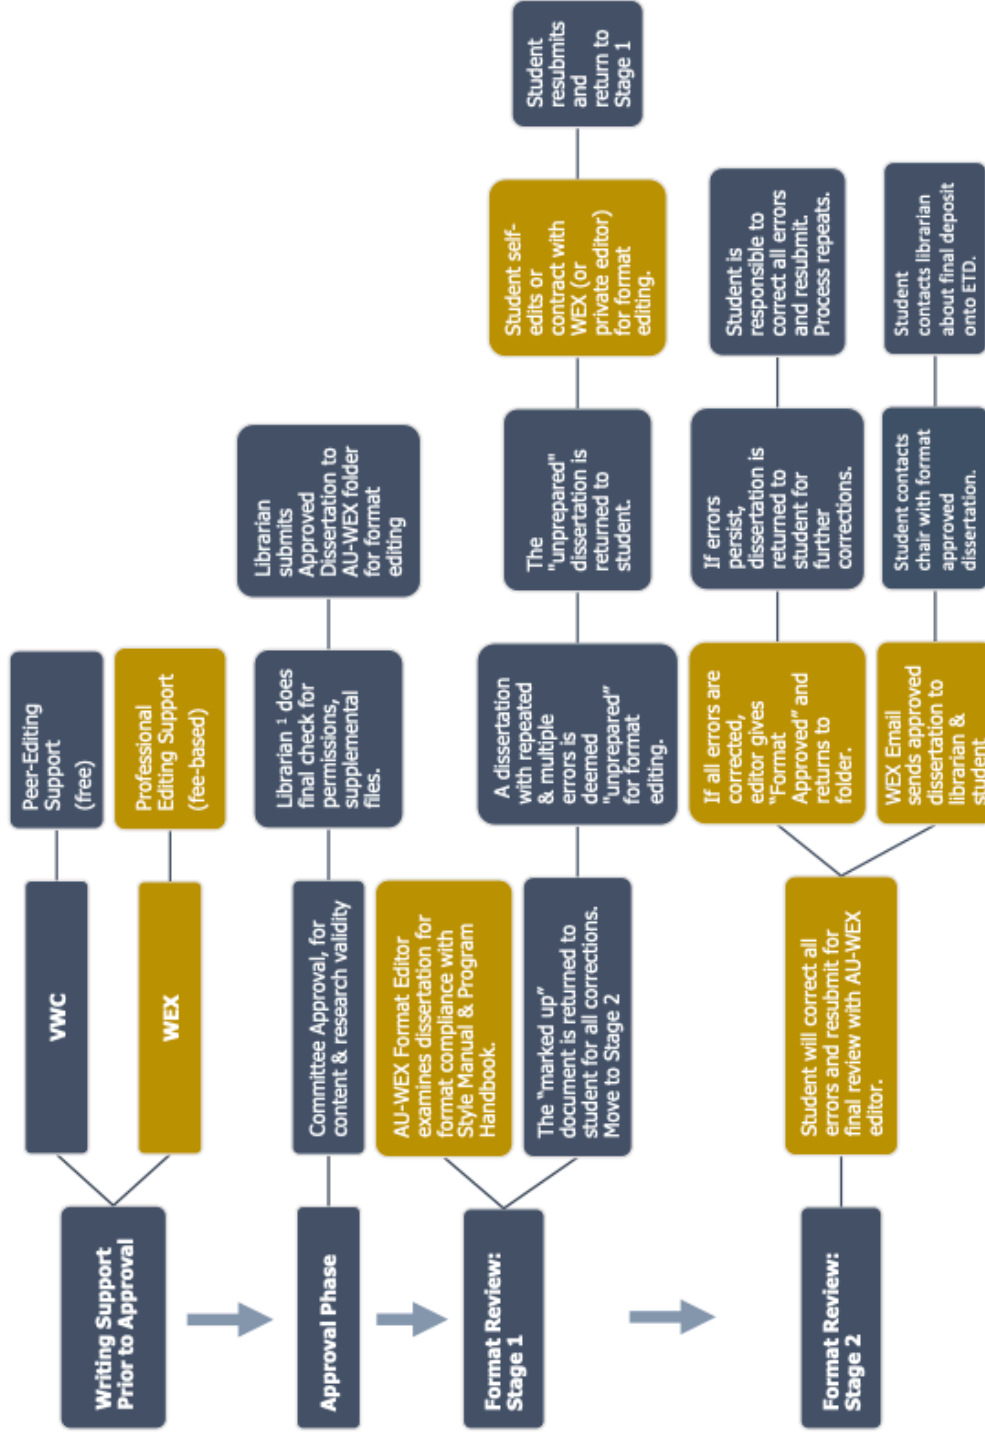 Writing Support
Prior to Approval
VWC
Peer-Editing
Support
(free)
WEX
Professional
Editing Support
(fee-based)
Approval Phase
Committee Approval, for
content & research validity
Librarian ¹ does
final check for
permissions,
supplemental
files.
Librarian
submits
Approved
Dissertation to
AU-WEX folder
for format
editing
Format Review:
Stage 1
AU-WEX Format Editor
examines dissertation for
format compliance with
Style Manual & Program
Handbook.
The “marked up”
document is returned to
student for all corrections.
Move to Stage 2
A dissertation
with repeated
& multiple
errors is
deemed
"unprepared”
for format
editing.
The
"unprepared"
dissertation is
returned to
student.
Student self-
edits or
contract with
WEX (or
private editor)
for format
editing.
Student
resubmits
and
return to
Stage 1
Format Review:
Stage 2
Student will correct all
errors and resubmit for
final review with AU-WEX
editor.
If all errors are
corrected,
editor gives
“Format
Approved” and
returns to
folder.
If errors
persist,
dissertation is
returned to
student for
further
corrections.
Student is
responsible to
correct all errors
and resubmit.
Process repeats.
WEX Email
sends approved
dissertation to
librarian &
student
Student contacts
chair with format
approved
dissertation.
Student
contacts librarian
about final deposit
onto ETD.